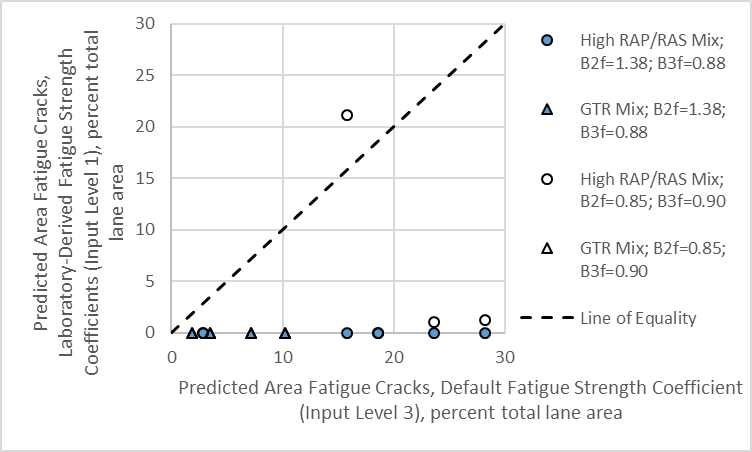 Predicted Area Fatigue Cracks,
Laboratory-Derived Fatigue Strength
Coefficients (Input Level 1), percent total
lane area
30
25
20
15
10
5
0
0
10
20
30
Predicted Area Fatigue Cracks, Default Fatigue Strength Coefficient
(Input Level 3), percent total lane area
High RAP/RAS Mix;
B2f=1.38; B3f=0.88
GTR Mix; B2f=1.38;
B3f=0.88
High RAP/RAS Mix;
B2f=0.85; B3f=0.90
GTR Mix; B2f=0.85;
B3f=0.90
Line of Equality